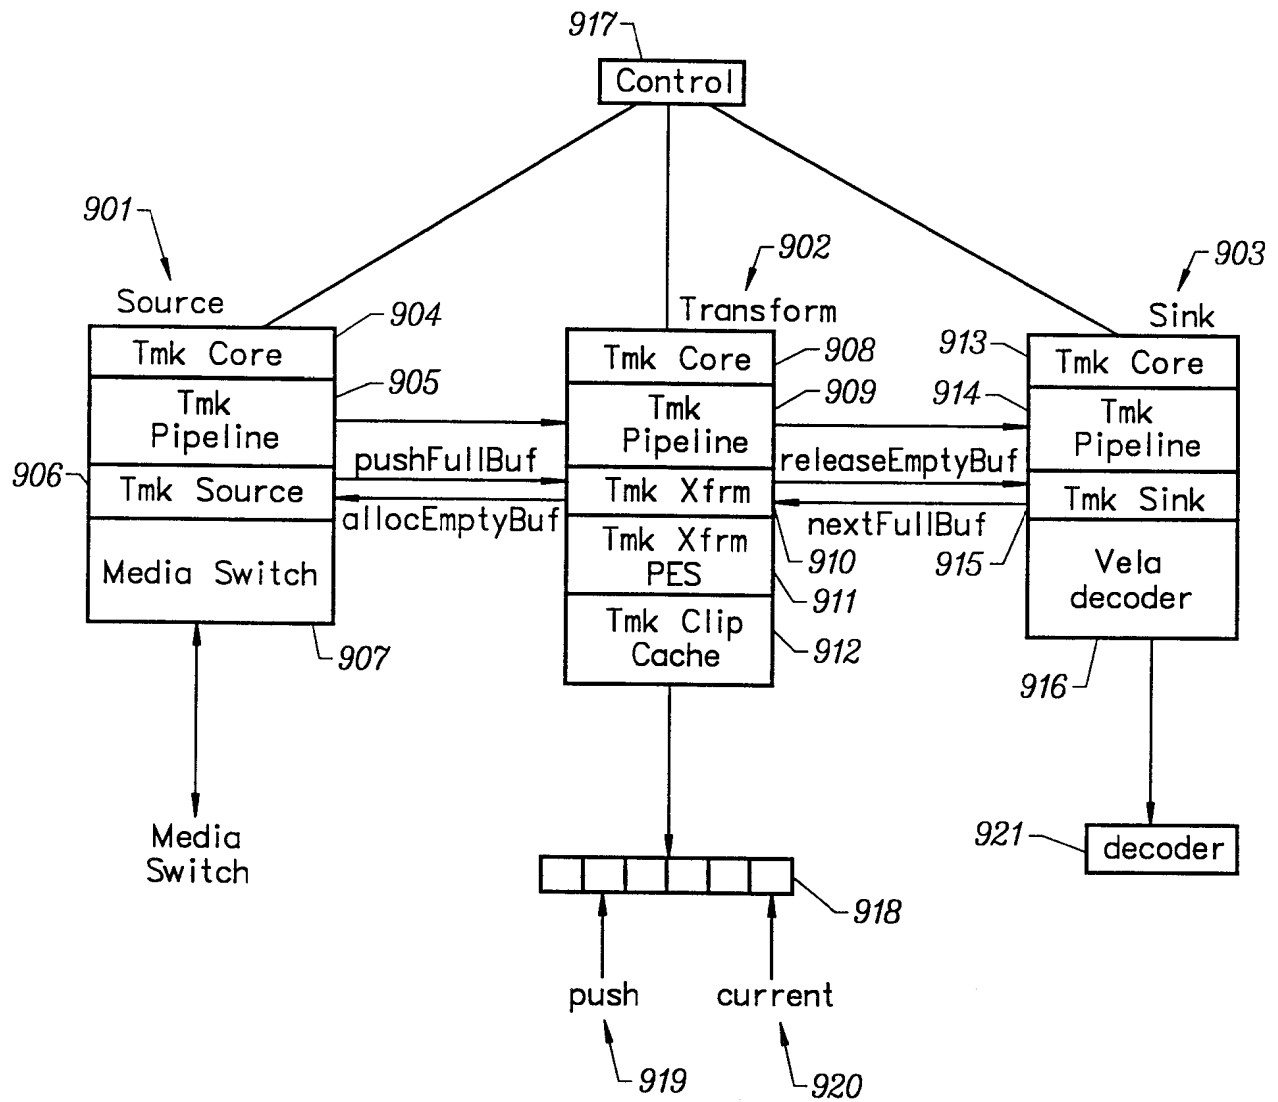 917
Control
901
902
903
Source
Transform
Sink
904
908
913
Tmk Core
Tmk Core
Tmk Core
905
909
914
Tmk
Pipeline
Tmk
Pipeline
Tmk
Pipeline
906
pushFullBuf
releaseEmptyBuf
Tmk Source
Tmk Xfrm
Tmk Sink
allocEmptyBuf
nextFullBuf
910
915
Media Switch
Tmk Xfrm
PES
Vela
decoder
911
907
Tmk Clip
Cache
912
916
Media
Switch
921
decoder
918
push
current
919
920